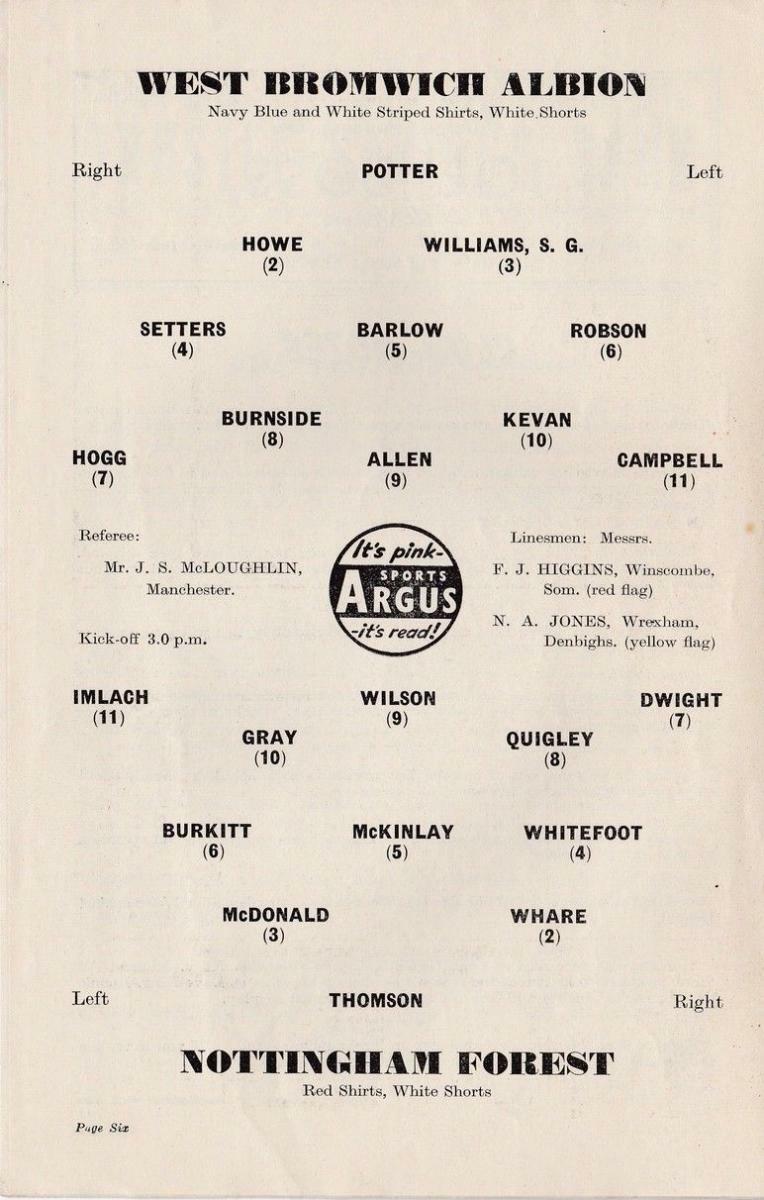 WEST BROMWICH ALBION
Navy Blue and White Striped Shirts, White Shorts
Right POTTER Left
HOWE WILLIAMS, S. G.
(2) (3)
SETTERS BARLOW ROBSON
(4) (5) (6)
BURNSIDE KEVAN
(8) (10)
HOGG ALLEN CAMPBELL
(7) (9) (11)
Referee:
Mr. J. S. McLOUGHLIN,
Manchester.
Kick-off 3.0 p.m.
It's pink-
SPORTS
ARGUS
-it's read!
Linesmen: Messrs.
F. J. HIGGINS, Winscombe,
Som. (red flag)
N. A. JONES, Wrexham,
Denbighs. (yellow flag)
IMLACH WILSON DWIGHT
(11) (9) (7)
GRAY QUIGLEY
(10) (8)
BURKITT McKINLAY WHITEFOOT
(6) (5) (4)
McDONALD WHARE
(3) (2)
Left THOMSON Right
NOTTINGHAM FOREST
Red Shirts, White Shorts
Page Six